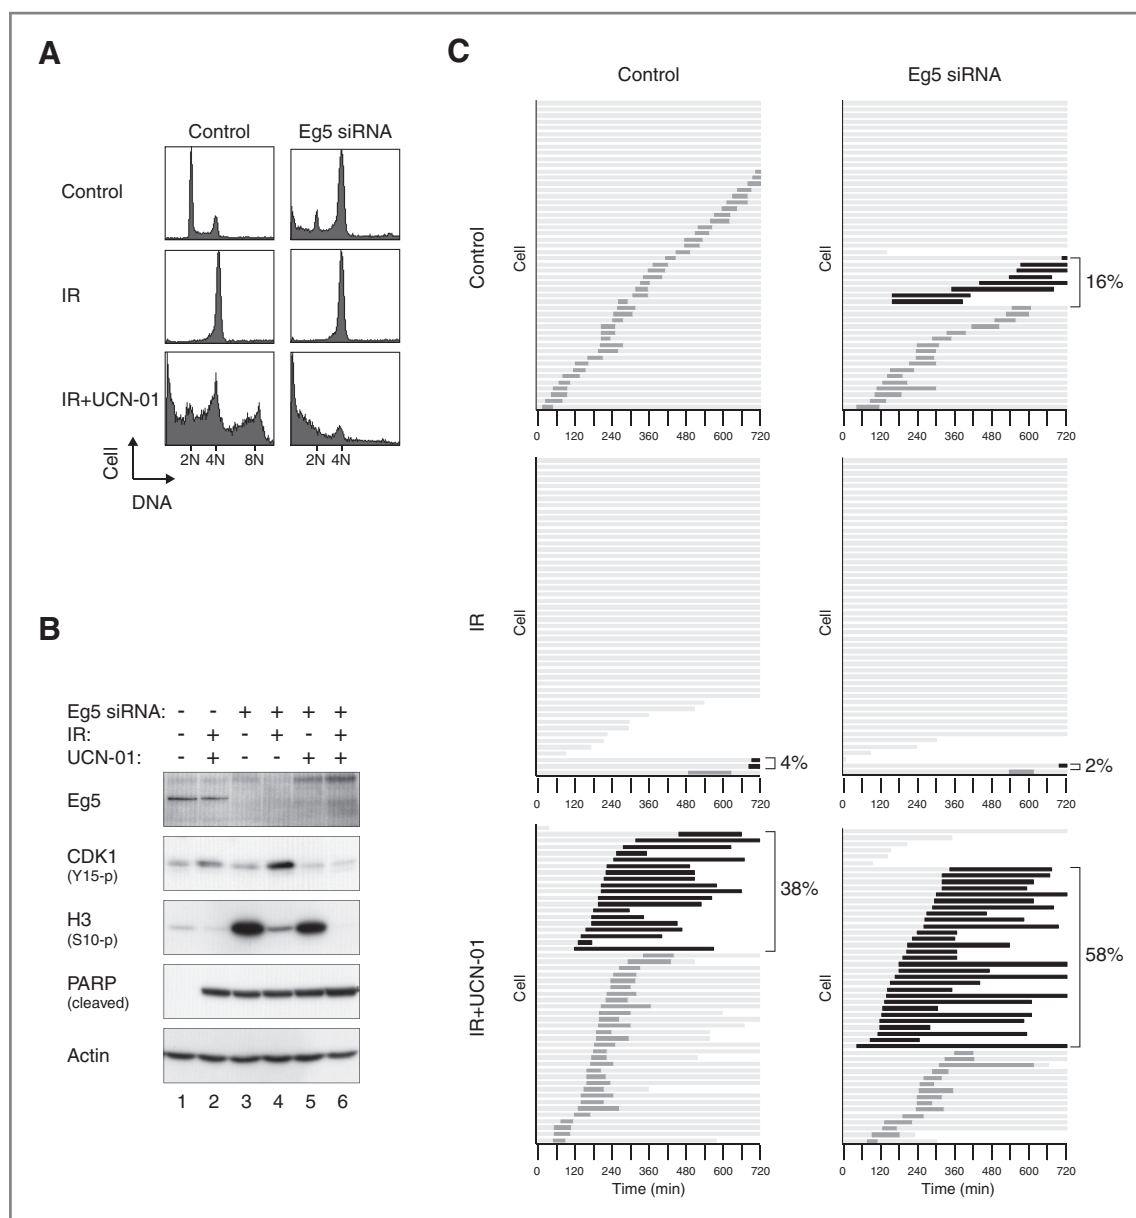 A
Control Eg5 siRNA
Control
IR
IR+UCN-01
2N 4N 8N 2N 4N
Cell
DNA
B
Eg5 siRNA: - - + + + +
IR: - + - + - +
UCN-01: - + - - + +
Eg5
CDK1
(Y15-p)
H3
(S10-p)
PARP
(cleaved)
Actin
1 2 3 4 5 6
C
Control Eg5 siRNA
Control
Cell
Cell
16%
0 120 240 360 480 600 720
0 120 240 360 480 600 720
IR
Cell
Cell
4%
2%
0 120 240 360 480 600 720
0 120 240 360 480 600 720
IR+UCN-01
Cell
Cell
38%
58%
0 120 240 360 480 600 720
0 120 240 360 480 600 720
Time (min)
Time (min)